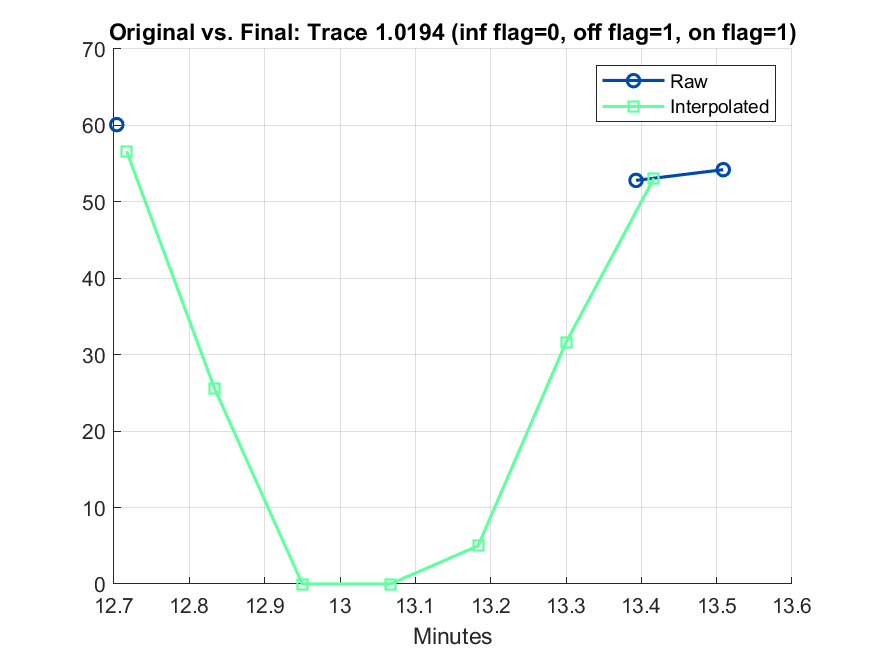 Original vs. Final: Trace 1.0194 (inf flag=0, off flag=1, on flag=1)
70
60
50
40
30
20
10
0
Raw
Interpolated
12.7 12.8 12.9 13 13.1 13.2 13.3 13.4 13.5 13.6
Minutes